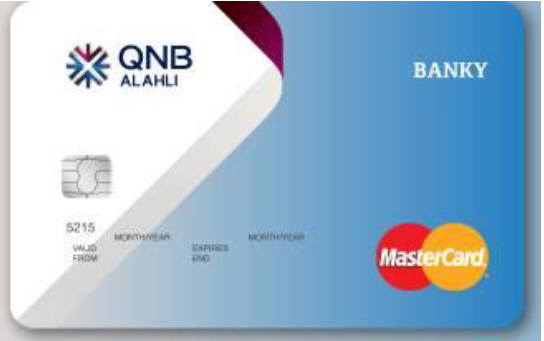 QNB
ALAHLI
BANKY
5215
MONTH/YEAR
MONTH/YEAR
VALID
FROM
EXPIRES
END
MasterCard